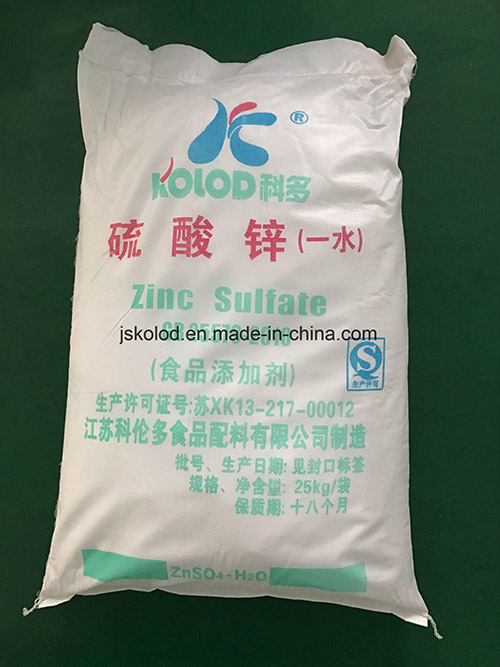 ®
KOLOD科多
硫酸锌(一水)
Zinc Sulfate
jskolod.en.made-in-china.com
(食品添加剂)
生产许可
生产许可证号:苏XK13-217-00012
江苏科伦多食品配料有限公司制造
批号、生产日期:见封口标签
规格、净含量:25kg/袋
保质期:十八个月
ZnSO4·H2O